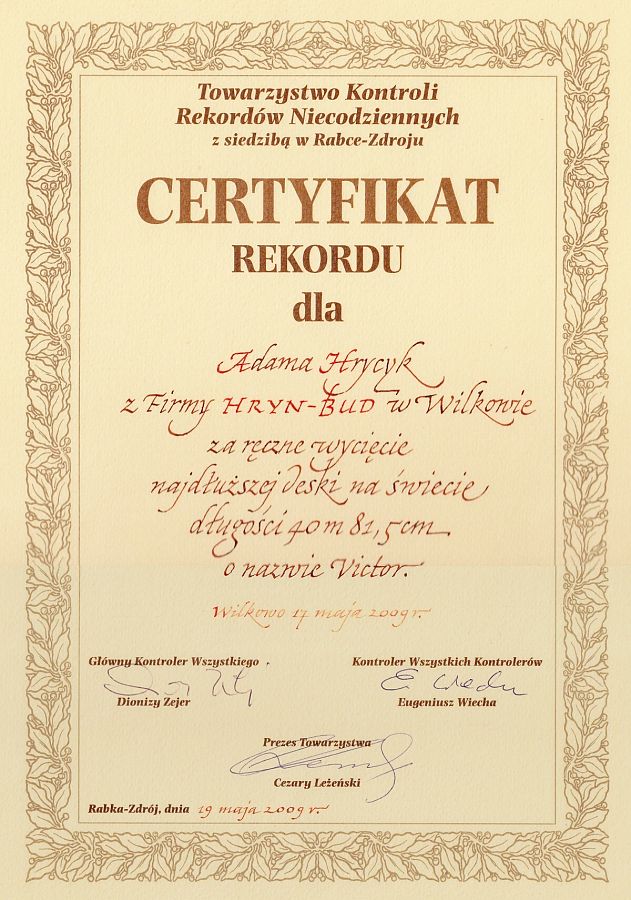 Towarzystwo Kontroli
Rekordów Niecodziennych
z siedzibą w Rabce-Zdroju
CERTYFIKAT
REKORDU
dla
Adama Hrycyk
z Firmy HRYN-BUD w Wilkowie
za ręczne wycięcie
najdłuższej deski na świecie
długości 40m 81,5cm
o nazwie Victor.
Wilkowo 17 maja 2009r.
Główny Kontroler Wszystkiego
Kontroler Wszystkich Kontrolerów
Dionizy Zejer
Eugeniusz Wiecha
Prezes Towarzystwa
Cezary Leżeński
Rabka-Zdrój, dnia 19 maja 2009r.